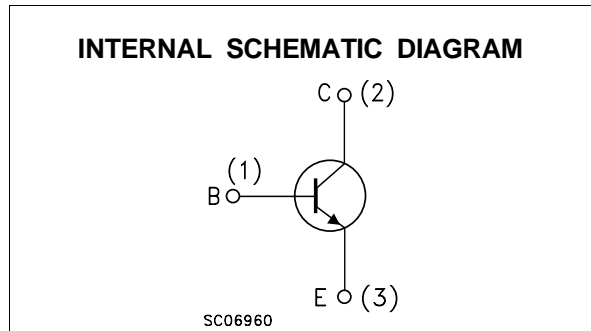 INTERNAL SCHEMATIC DIAGRAM
C (2)
(1)
B
E (3)
SC06960